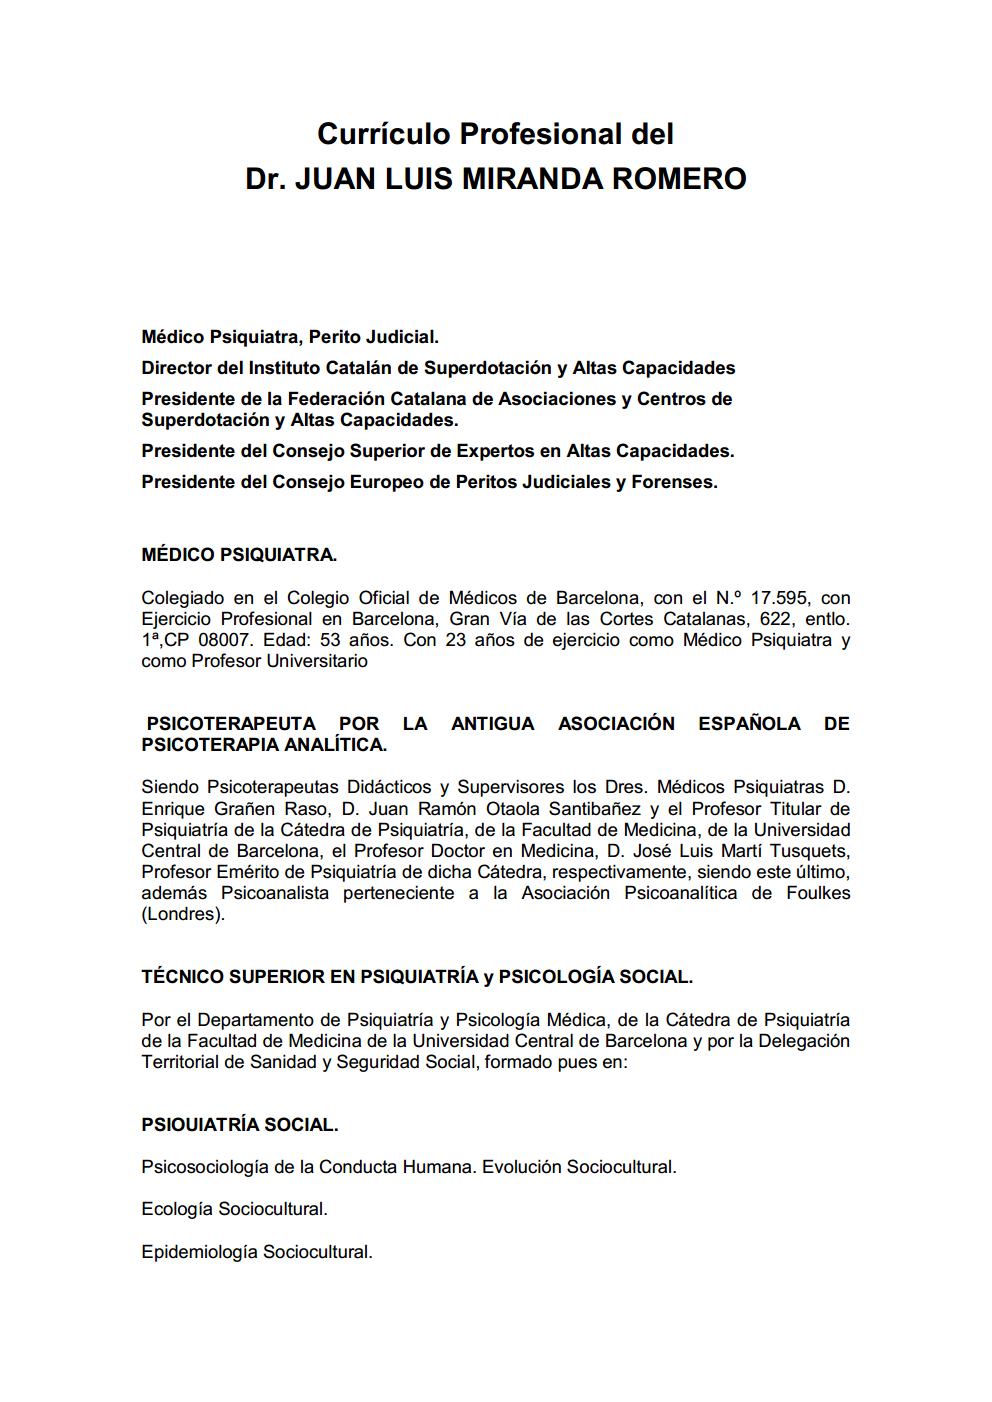 Currículo Profesional del
Dr. JUAN LUIS MIRANDA ROMERO
Médico Psiquiatra, Perito Judicial.
Director del Instituto Catalán de Superdotación y Altas Capacidades
Presidente de la Federación Catalana de Asociaciones y Centros de
Superdotación y Altas Capacidades.
Presidente del Consejo Superior de Expertos en Altas Capacidades.
Presidente del Consejo Europeo de Peritos Judiciales y Forenses.
MÉDICO PSIQUIATRA.
Colegiado en el Colegio Oficial de Médicos de Barcelona, con el N.º 17.595, con
Ejercicio Profesional en Barcelona, Gran Vía de las Cortes Catalanas, 622, entlo.
1ª,CP 08007. Edad: 53 años. Con 23 años de ejercicio como Médico Psiquiatra y
como Profesor Universitario
PSICOTERAPEUTA POR LA ANTIGUA ASOCIACIÓN ESPAÑOLA DE
PSICOTERAPIA ANALÍTICA.
Siendo Psicoterapeutas Didácticos y Supervisores los Dres. Médicos Psiquiatras D.
Enrique Grañen Raso, D. Juan Ramón Otaola Santibañez y el Profesor Titular de
Psiquiatría de la Cátedra de Psiquiatría, de la Facultad de Medicina, de la Universidad
Central de Barcelona, el Profesor Doctor en Medicina, D. José Luis Martí Tusquets,
Profesor Emérito de Psiquiatría de dicha Cátedra, respectivamente, siendo este último,
además Psicoanalista perteneciente a la Asociación Psicoanalítica de Foulkes
(Londres).
TÉCNICO SUPERIOR EN PSIQUIATRÍA y PSICOLOGÍA SOCIAL.
Por el Departamento de Psiquiatría y Psicología Médica, de la Cátedra de Psiquiatría
de la Facultad de Medicina de la Universidad Central de Barcelona y por la Delegación
Territorial de Sanidad y Seguridad Social, formado pues en:
PSIOUIATRÍA SOCIAL.
Psicosociología de la Conducta Humana. Evolución Sociocultural.
Ecología Sociocultural.
Epidemiología Sociocultural.